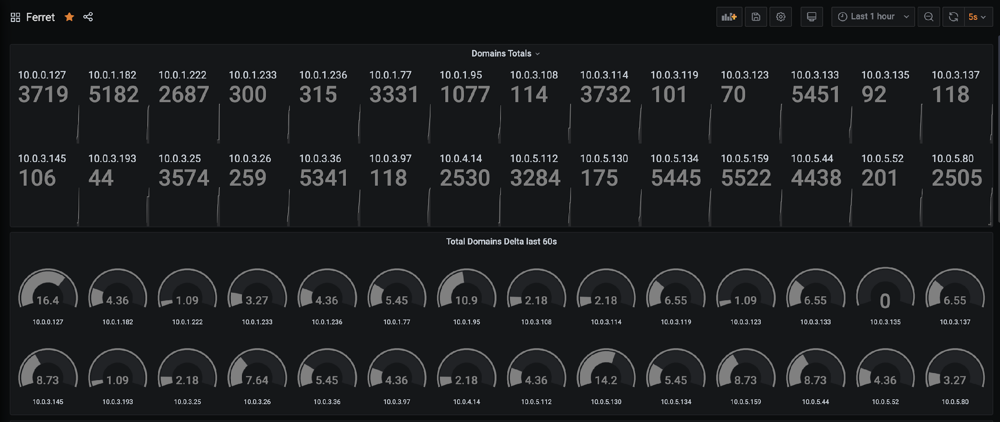 Ferret
Last 1 hour
5s
Domains Totals
10.0.0.127 10.0.1.182 10.0.1.222 10.0.1.233 10.0.1.236 10.0.1.77 10.0.1.95 10.0.3.108 10.0.3.114 10.0.3.119 10.0.3.123 10.0.3.133 10.0.3.135 10.0.3.137
3719 5182 2687 300 315 3331 1077 114 3732 101 70 5451 92 118
10.0.3.145 10.0.3.193 10.0.3.25 10.0.3.26 10.0.3.36 10.0.3.97 10.0.4.14 10.0.5.112 10.0.5.130 10.0.5.134 10.0.5.159 10.0.5.44 10.0.5.52 10.0.5.80
106 44 3574 259 5341 118 2530 3284 175 5445 5522 4438 201 2505
Total Domains Delta last 60s
16.4 4.36 1.09 3.27 4.36 5.45 10.9 2.18 2.18 6.55 1.09 6.55 0 6.55
10.0.0.127 10.0.1.182 10.0.1.222 10.0.1.233 10.0.1.236 10.0.1.77 10.0.1.95 10.0.3.108 10.0.3.114 10.0.3.119 10.0.3.123 10.0.3.133 10.0.3.135 10.0.3.137
8.73 1.09 2.18 7.64 5.45 4.36 2.18 4.36 14.2 5.45 8.73 8.73 4.36 3.27
10.0.3.145 10.0.3.193 10.0.3.25 10.0.3.26 10.0.3.36 10.0.3.97 10.0.4.14 10.0.5.112 10.0.5.130 10.0.5.134 10.0.5.159 10.0.5.44 10.0.5.52 10.0.5.80